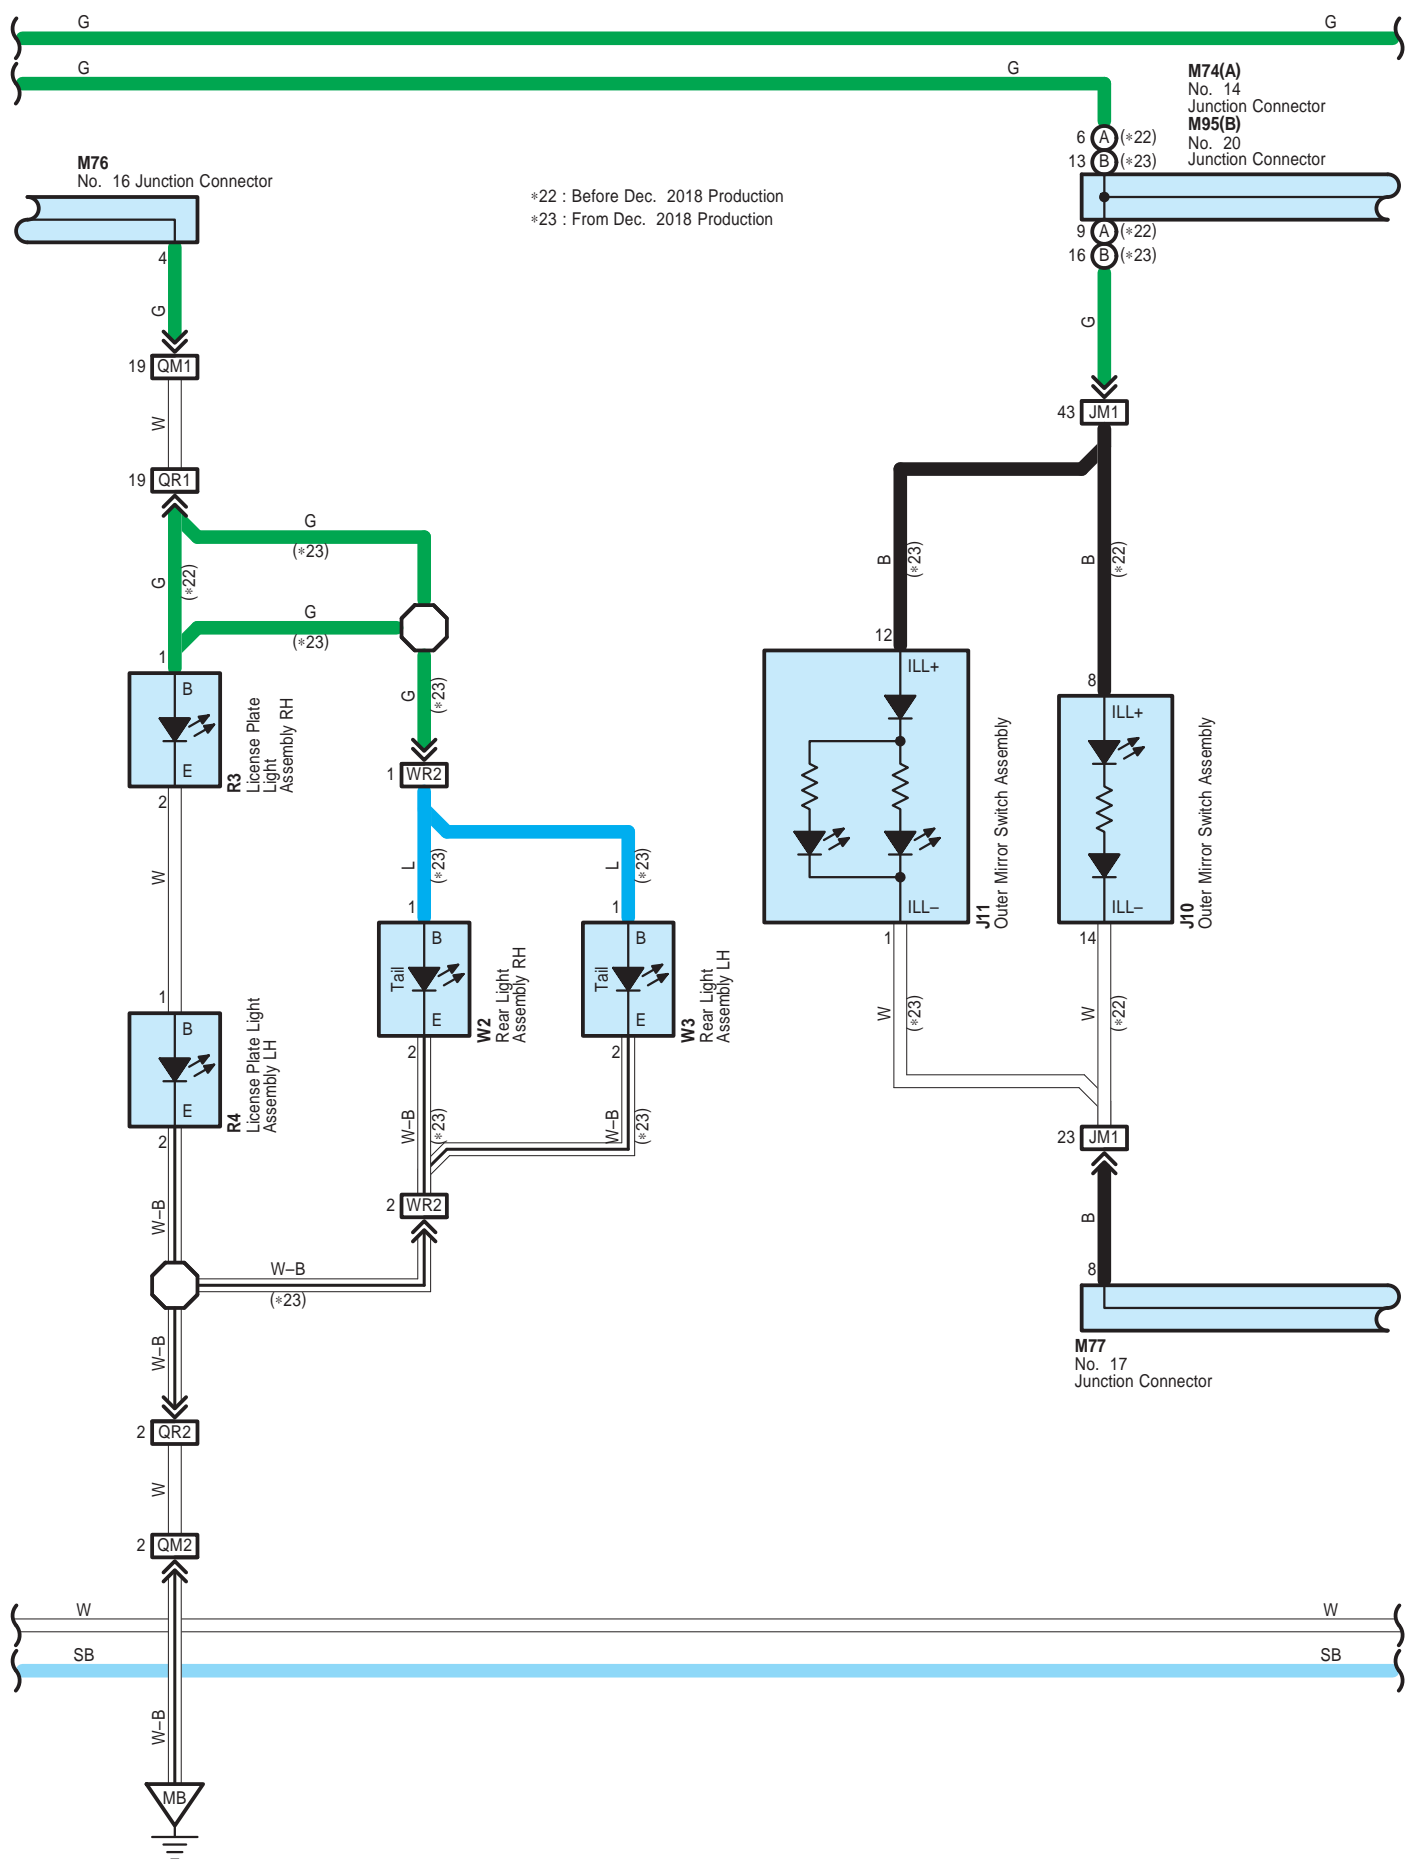 G
G
G
G
M74(A)
No. 14
Junction Connector
M95(B)
No. 20
Junction Connector
6 A (*22)
13 B (*23)
M76
No. 16 Junction Connector
*22 : Before Dec. 2018 Production
*23 : From Dec. 2018 Production
9 A (*22)
16 B (*23)
4
G
G
19 QM1
43 JM1
W
19 QR1
G
(*23)
G
(*22)
G
(*23)
B
(*23)
B
(*22)
1
12
8
B
E
R3
License Plate
Light
Assembly RH
G
(*23)
ILL+
ILL+
1 WR2
2
L
(*23)
L
(*23)
W
1
1
ILL–
J11
Outer Mirror Switch Assembly
ILL–
J10
Outer Mirror Switch Assembly
B
Tail
E
W2
Rear Light
Assembly RH
B
Tail
E
W3
Rear Light
Assembly LH
1
14
1
B
E
R4
License Plate Light
Assembly LH
W
(*23)
W
(*22)
2
2
2
W–B
(*23)
W–B
(*23)
23 JM1
W–B
2 WR2
B
W–B
(*23)
8
W–B
M77
No. 17
Junction Connector
2 QR2
W
2 QM2
W
W
SB
SB
W–B
MB